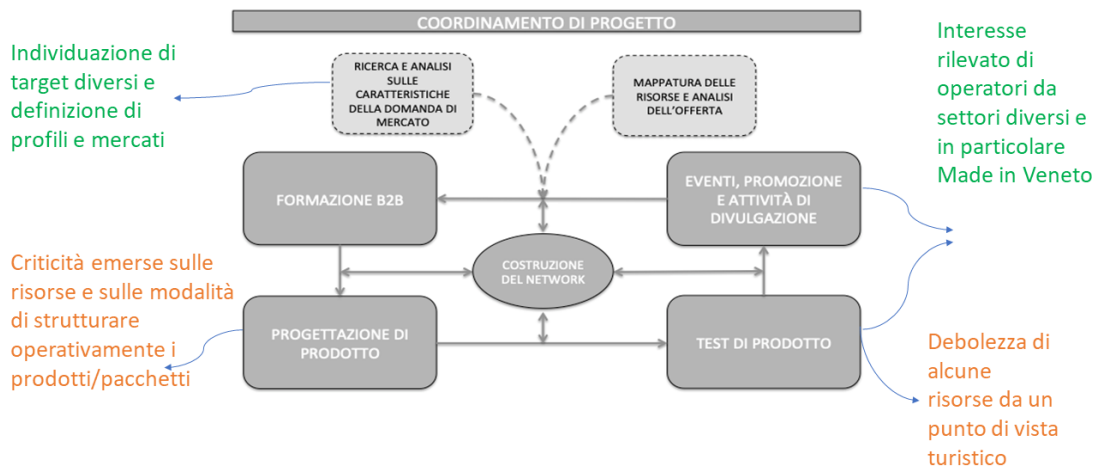 COORDINAMENTO DI PROGETTO
Individuazione di
target diversi e
definizione di
profili e mercati
RICERCA E ANALISI
SULLE
CARATTERISTICHE
DELLA DOMANDA DI
MERCATO
MAPPATURA DELLE
RISORSE E ANALISI
DELL'OFFERTA
Interesse
rilevato di
operatori da
settori diversi e
in particolare
Made in Veneto
FORMAZIONE B2B
EVENTI, PROMOZIONE
E ATTIVITÀ DI
DIVULGAZIONE
COSTRUZIONE
DEL NETWORK
Criticità emerse sulle
risorse e sulle modalità
di strutturare
operativamente i
prodotti/pacchetti
PROGETTAZIONE DI
PRODOTTO
TEST DI PRODOTTO
Debolezza di
alcune
risorse da un
punto di vista
turistico